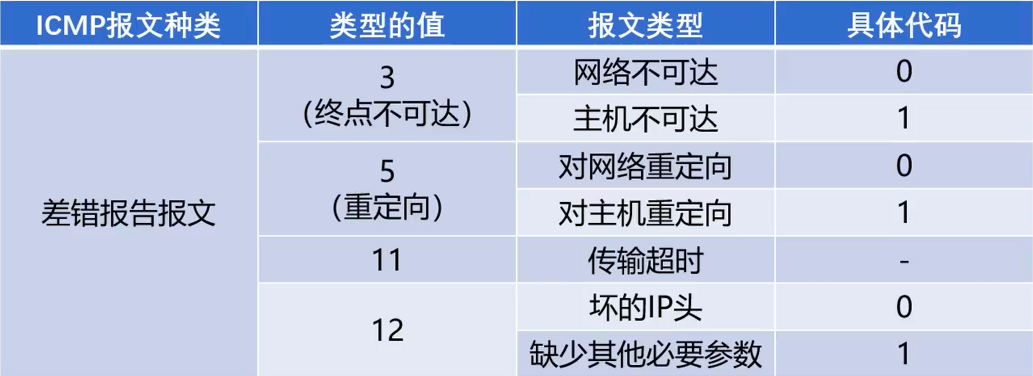 ICMP报文种类 类型的值 报文类型 具体代码
差错报告报文
3
（终点不可达）
网络不可达 0
主机不可达 1
5
（重定向）
对网络重定向 0
对主机重定向 1
11 传输超时 -
12
坏的IP头 0
缺少其他必要参数 1